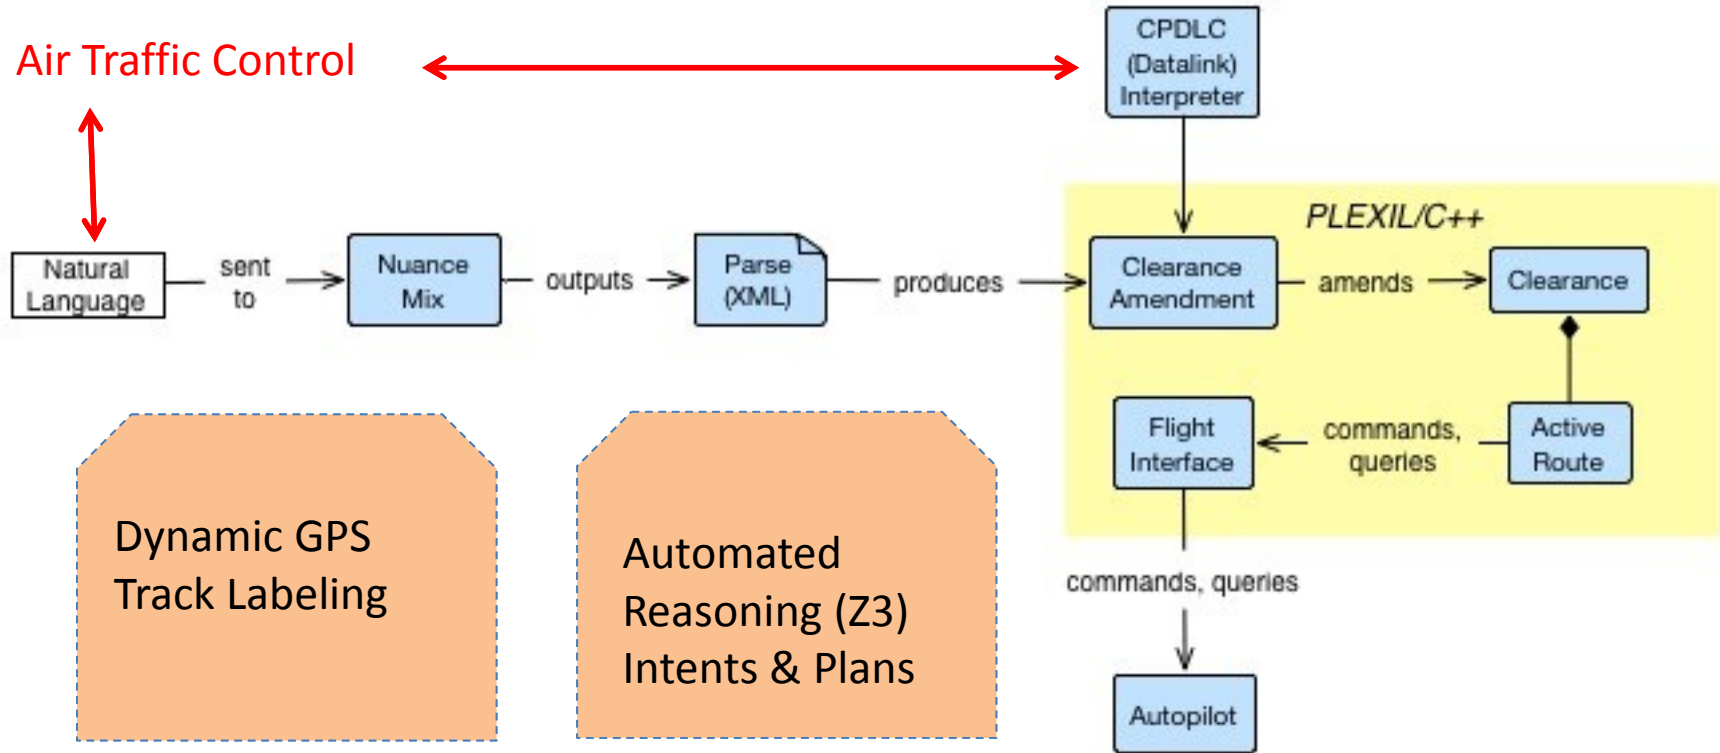 Air Traffic Control
CPDLC
(Datalink)
Interpreter
PLEXIL/C++
Natural
Language
sent
to
Nuance
Mix
outputs
Parse
(XML)
produces
Clearance
Amendment
amends
Clearance
Flight
Interface
commands,
queries
Active
Route
Dynamic GPS
Track Labeling
Automated
Reasoning (Z3)
Intents & Plans
commands, queries
Autopilot